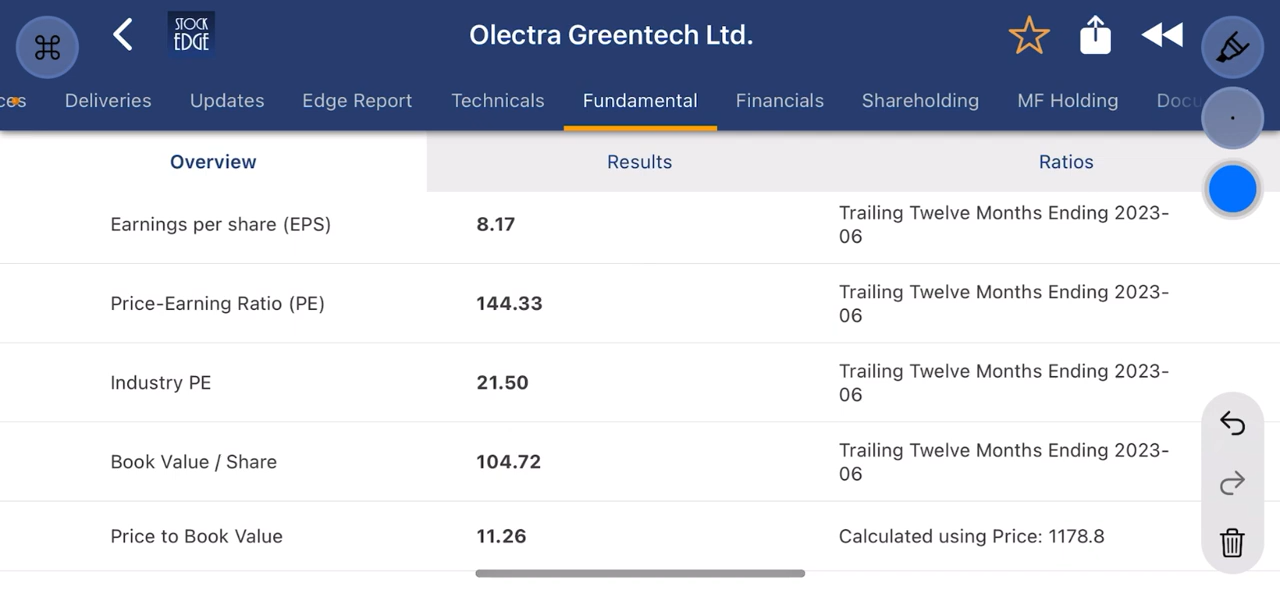 STOCK
EDGE
Olectra Greentech Ltd.
ces Deliveries Updates Edge Report Technicals Fundamental Financials Shareholding MF Holding Docu
Overview Results Ratios
Earnings per share (EPS) 8.17 Trailing Twelve Months Ending 2023-
06
Price-Earning Ratio (PE) 144.33 Trailing Twelve Months Ending 2023-
06
Industry PE 21.50 Trailing Twelve Months Ending 2023-
06
Book Value / Share 104.72 Trailing Twelve Months Ending 2023-
06
Price to Book Value 11.26 Calculated using Price: 1178.8